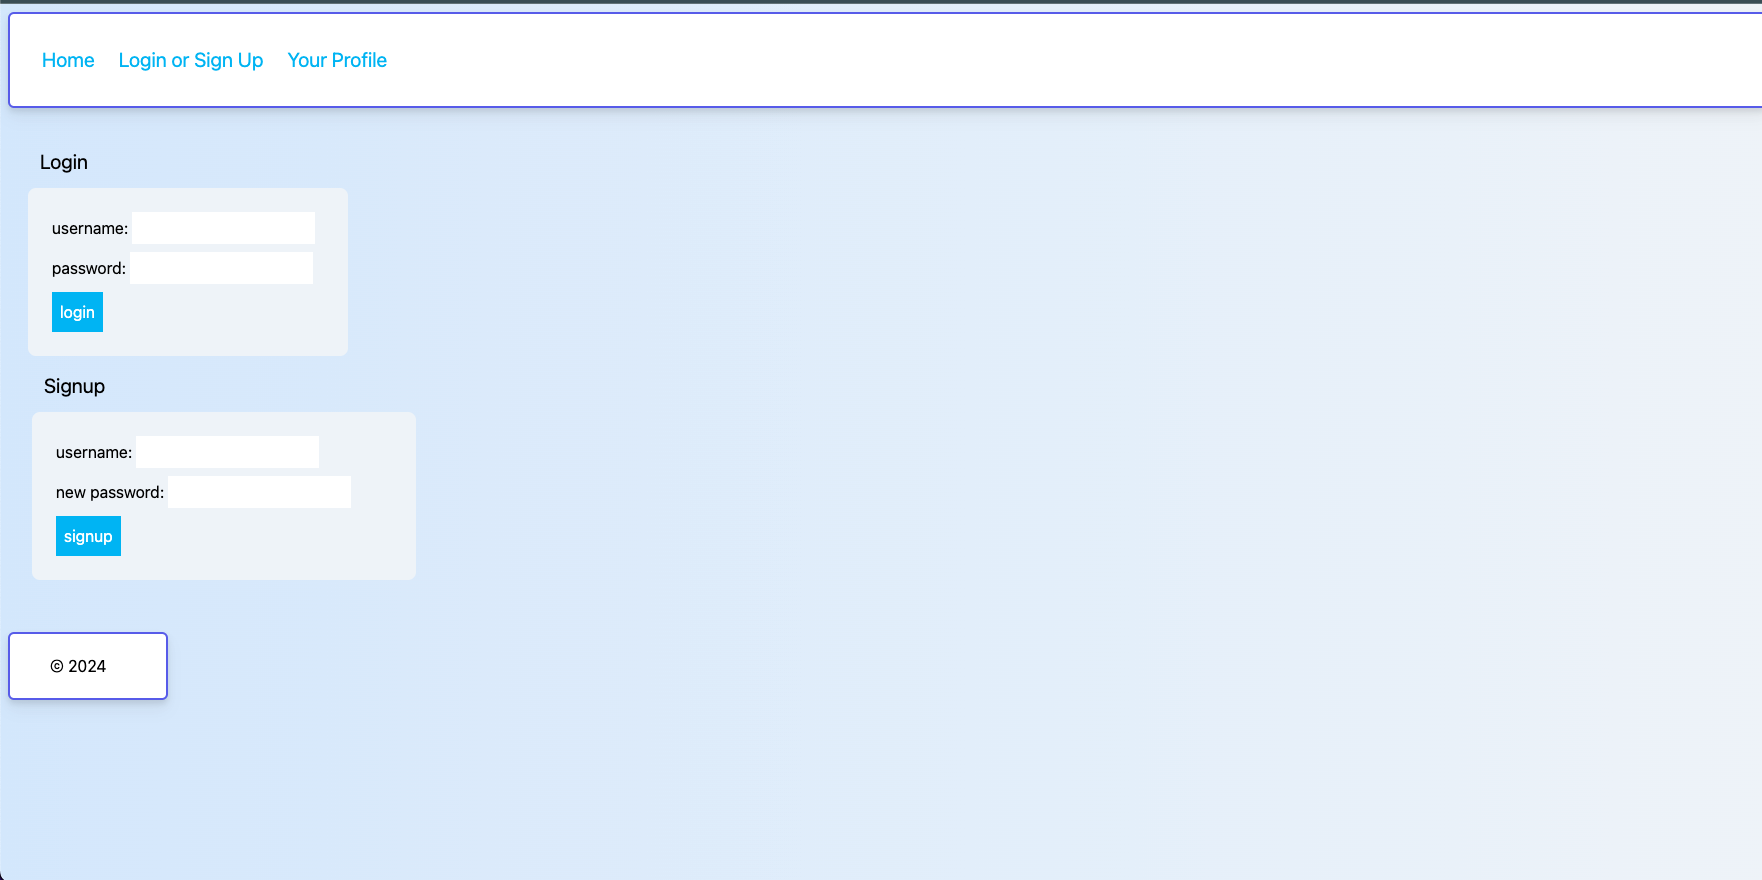 Home Login or Sign Up Your Profile
Login
username:
password:
login
Signup
username:
new password:
signup
© 2024